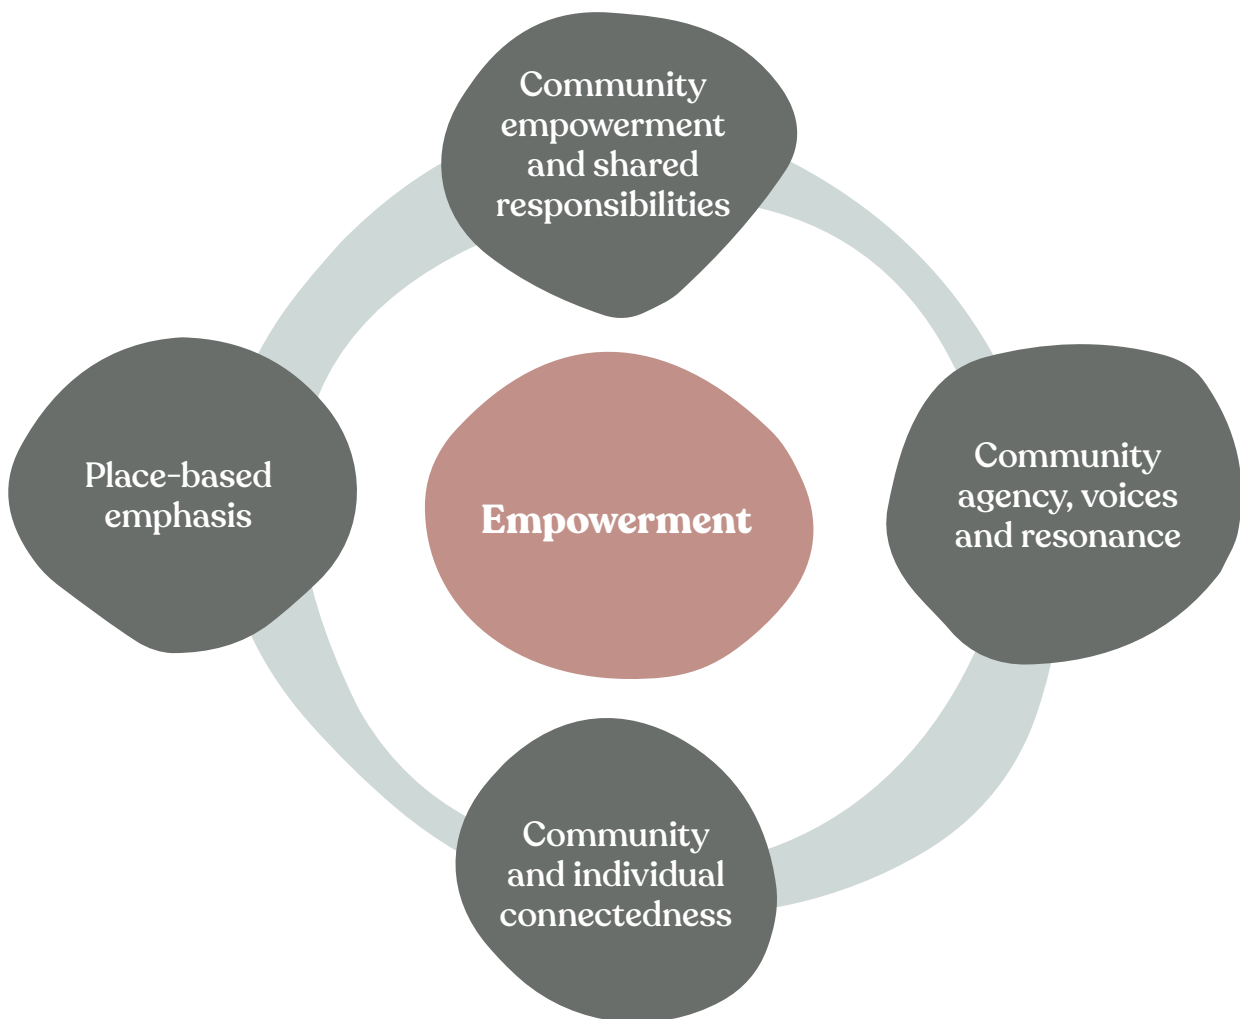 Community
empowerment
and shared
responsibilities
Place-based
emphasis
Empowerment
Community
agency, voices
and resonance
Community
and individual
connectedness